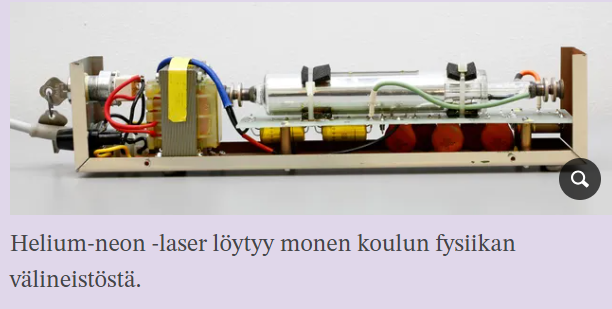 Helium-neon -laser löytyy monen koulun fysiikan
välineistöstä.